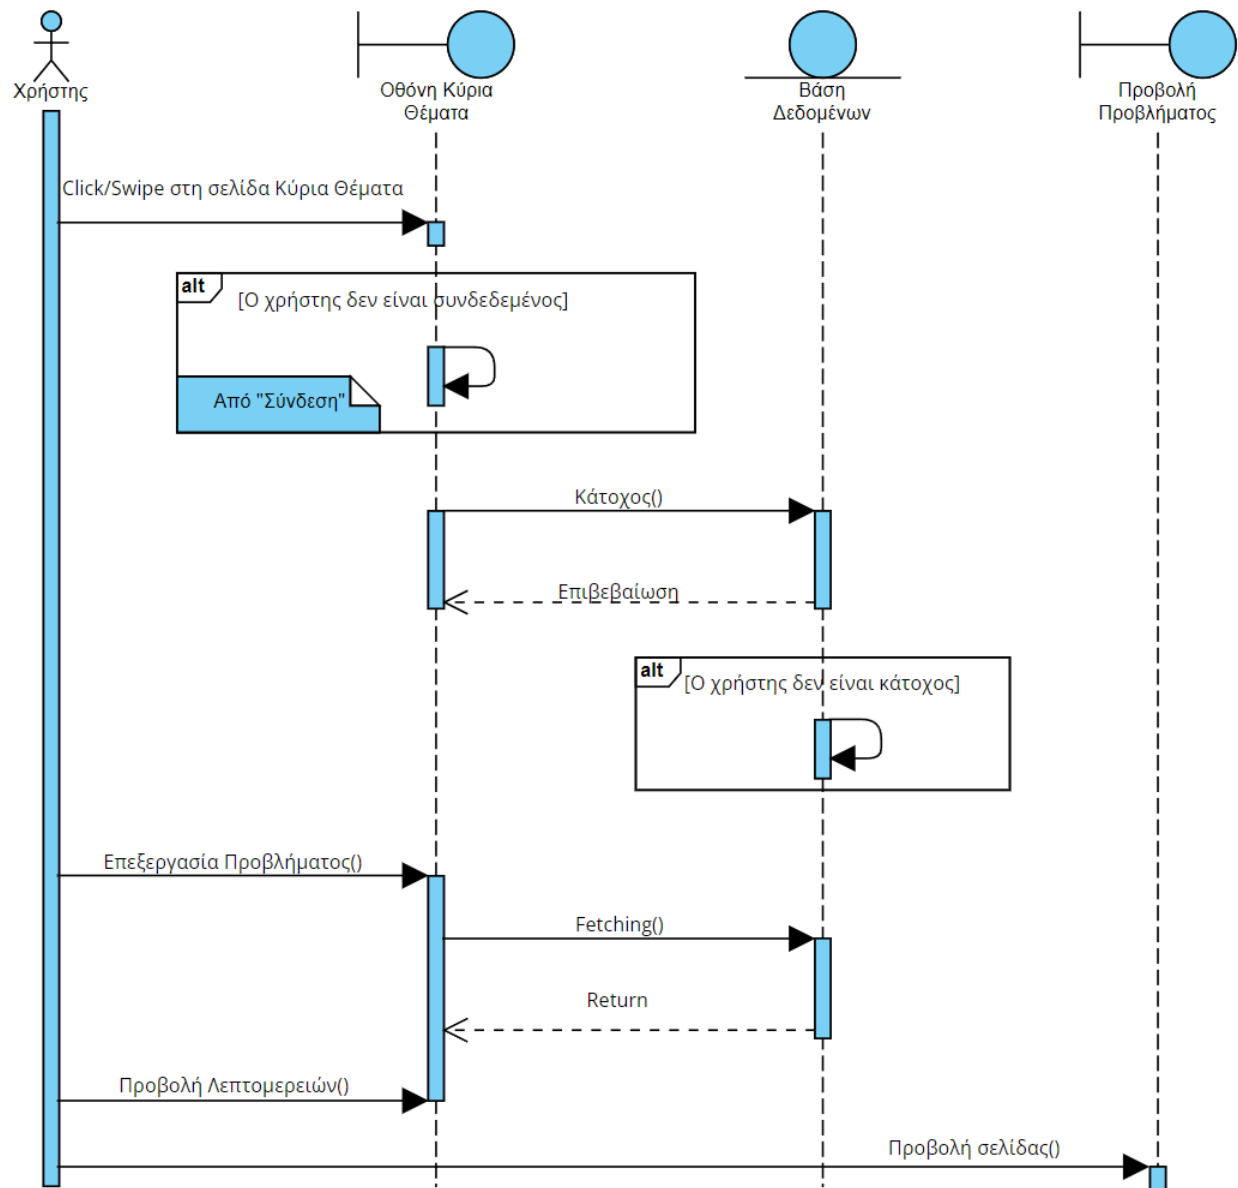 Χρήστης
Οθόνη Κύρια
Θέματα
Βάση
Δεδομένων
Προβολή
Προβλήματος
Click/Swipe στη σελίδα Κύρια Θέματα
alt
[Ο χρήστης δεν είναι συνδεδεμένος]
Από "Σύνδεση"
Κάτοχος()
Επιβεβαίωση
alt
[Ο χρήστης δεν είναι κάτοχος]
Επεξεργασία Προβλήματος()
Fetching()
Return
Προβολή Λεπτομερειών()
Προβολή σελίδας()